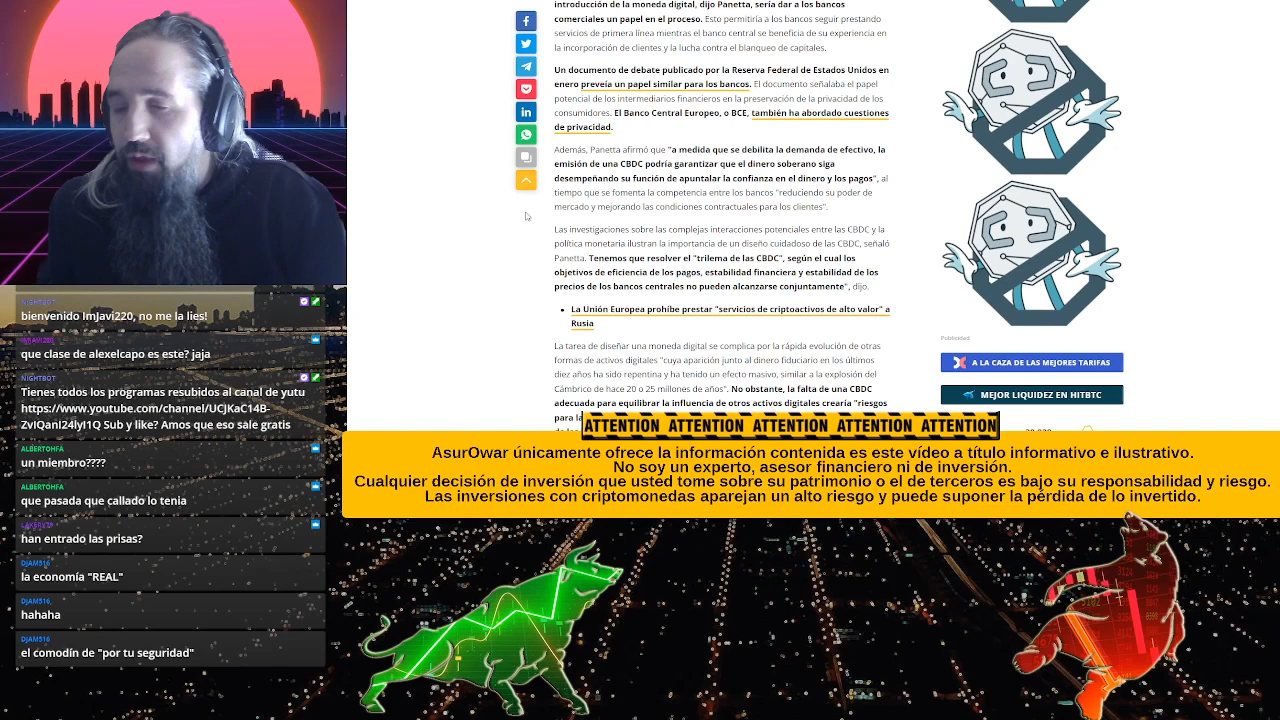 introducción de la moneda digital, dijo Panetta, sería dar a los bancos
comerciales un papel en el proceso. Esto permitiría a los bancos seguir prestando
servicios de primera línea mientras el banco central se beneficia de su experiencia en
la incorporación de clientes y la lucha contra el blanqueo de capitales.
Un documento de debate publicado por la Reserva Federal de Estados Unidos en
enero preveía un papel similar para los bancos. El documento señalaba el papel
potencial de los intermediarios financieros en la preservación de la privacidad de los
consumidores. El Banco Central Europeo, o BCE, también ha abordado cuestiones
de privacidad.
Además, Panetta afirmó que "a medida que se debilita la demanda de efectivo, la
emisión de una CBDC podría garantizar que el dinero soberano siga
desempeñando su función de apuntalar la confianza en el dinero y los pagos", al
tiempo que se fomenta la competencia entre los bancos "reduciendo su poder de
mercado y mejorando las condiciones contractuales para los clientes".
Las investigaciones sobre las complejas interacciones potenciales entre las CBDC y la
política monetaria ilustran la importancia de un diseño cuidadoso de las CBDC, señaló
Panetta. Tenemos que resolver el "trilema de las CBDC", según el cual los
objetivos de eficiencia de los pagos, estabilidad financiera y estabilidad de los
precios de los bancos centrales no pueden alcanzarse conjuntamente", dijo.
La Unión Europea prohíbe prestar "servicios de criptoactivos de alto valor" a
Rusia
La tarea de diseñar una moneda digital se complica por la rápida evolución de otras
formas de activos digitales "cuya aparición junto al dinero fiduciario en los últimos
diez años ha sido repentina y ha tenido un efecto masivo, similar a la explosión del
Cámbrico de hace 20 o 25 millones de años". No obstante, la falta de una CBDC
adecuada para equilibrar la influencia de otros activos digitales crearía "riesgos
para la
Publicidad
A LA CAZA DE LAS MEJORES TARIFAS
MEJOR LIQUIDEZ EN HITBTC
NIGHTBOT
bienvenido ImJavi220, no me la lies!
IMJAVI220
que clase de alexelcapo es este? jaja
NIGHTBOT
Tienes todos los programas resubidos al canal de yutu
https://www.youtube.com/channel/UCJKaC14B-
ZvIQani24lyI1Q Sub y like? Amos que eso sale gratis
ALBERTOHFA
un miembro????
ALBERTOHFA
que pasada que callado lo tenia
han entrado las prisas?
DJAM516
la economía "REAL"
DJAM516
hahaha
DJAM516
el comodín de "por tu seguridad"
ATTENTION ATTENTION ATTENTION ATTENTION ATTENTION
AsurOwar únicamente ofrece la información contenida es este vídeo a título informativo e ilustrativo.
No soy un experto, asesor financiero ni de inversión.
Cualquier decisión de inversión que usted tome sobre su patrimonio o el de terceros es bajo su responsabilidad y riesgo.
Las inversiones con criptomonedas aparejan un alto riesgo y puede suponer la pérdida de lo invertido.